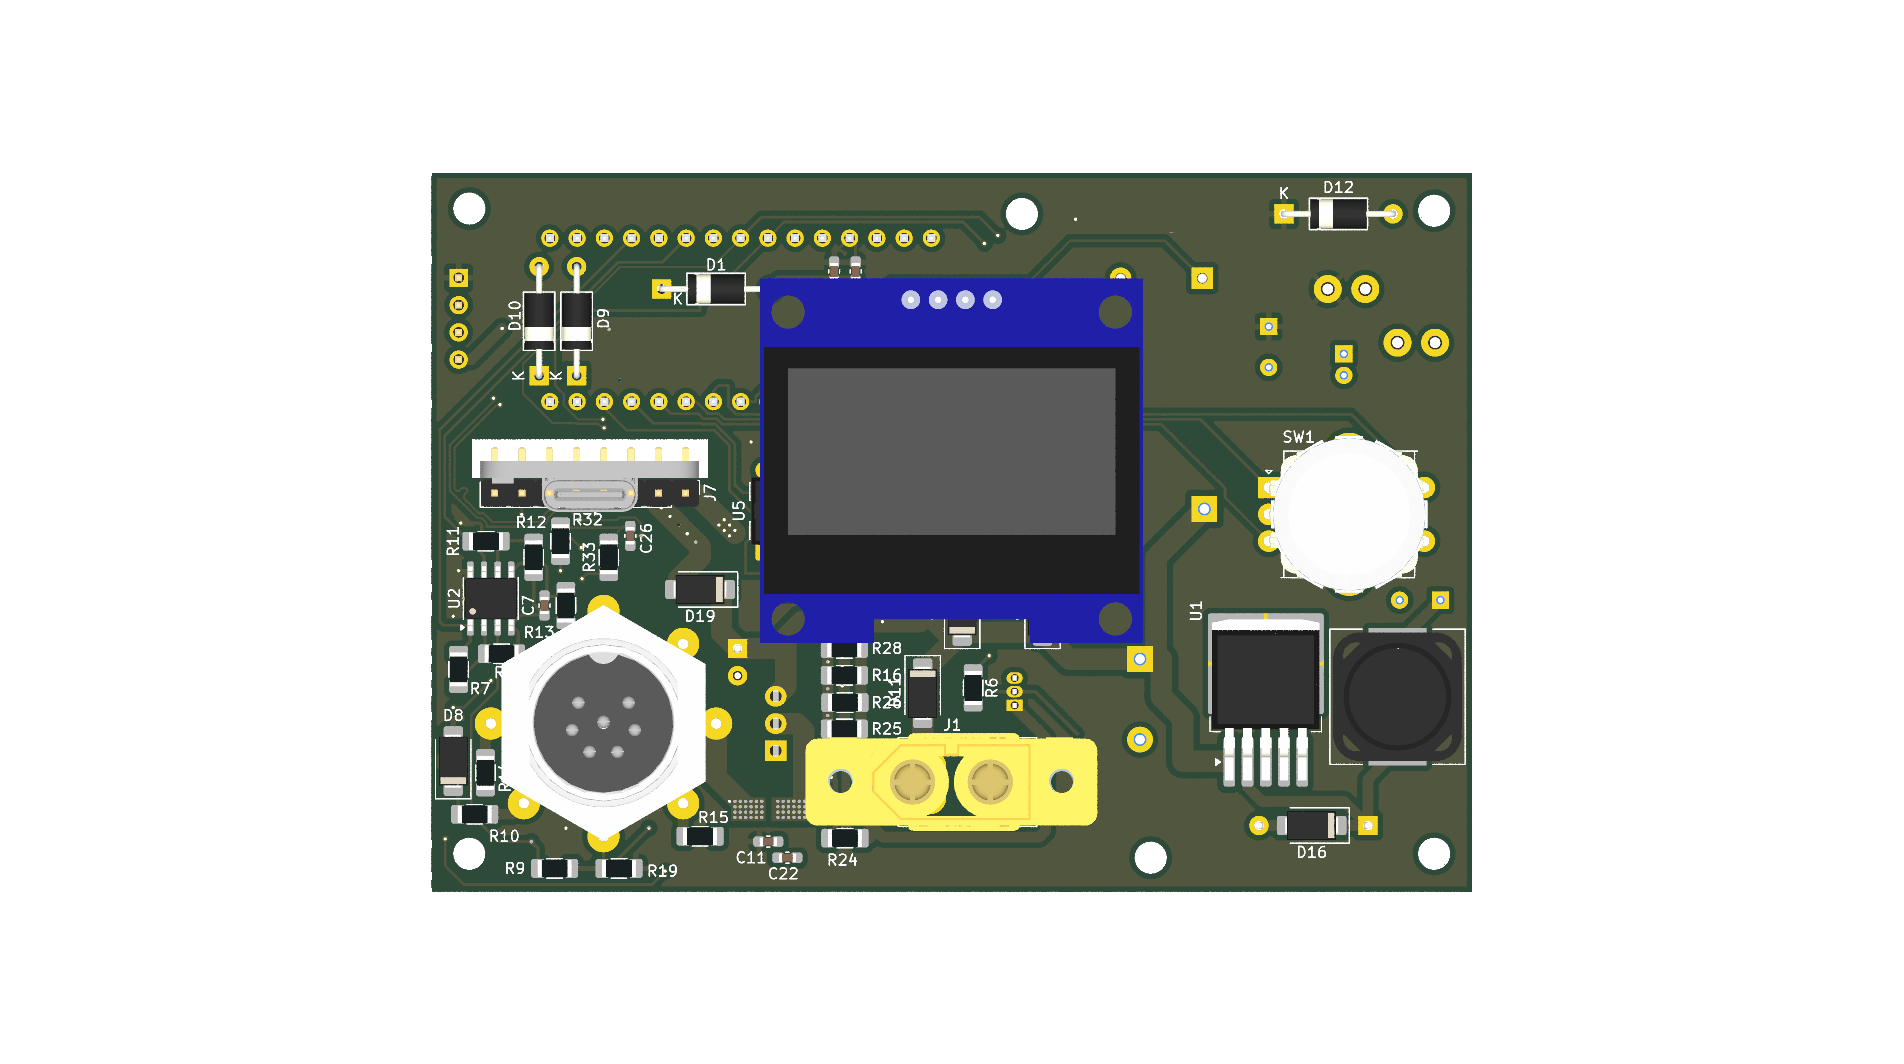 K
D12
D1
K
D10
D9
K
K
SW1
J7
U5
R12
R32
R11
R33
C26
U2
C7
D19
R13
U1
R28
R16
R26
R6
R7
D8
J1
R25
R10
R15
C11
R24
C22
D16
R9
R19